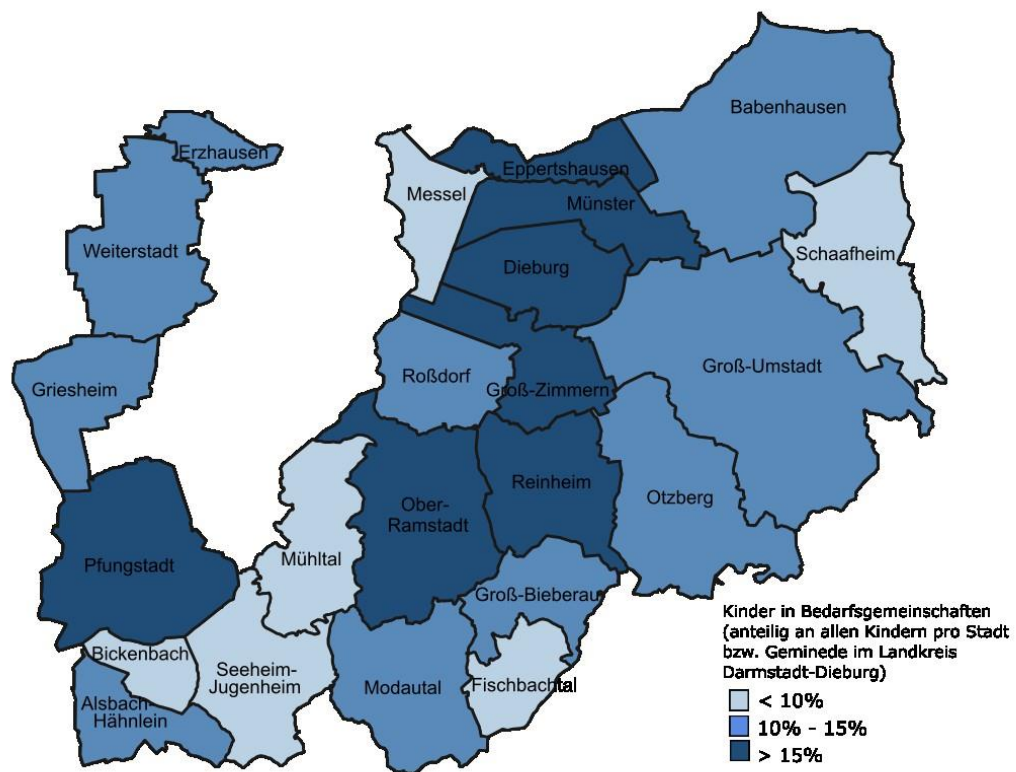 Babenhausen
Erzhausen
Eppertshausen
Messel
Münster
Weiterstadt
Schaafheim
Dieburg
Groß-Umstadt
Roßdorf
Griesheim
Groß-Zimmern
Reinheim
Otzberg
Ober-
Ramstadt
Mühltal
Pfungstadt
Groß-Bieberau
Bickenbach
Seeheim-
Jugenheim
Modautal
Fischbachtal
Alsbach-
Hähnlein
Kinder in Bedarfsgemeinschaften
(anteilig an allen Kindern pro Stadt
bzw. Geminede im Landkreis
Darmstadt-Dieburg)
< 10%
10% - 15%
> 15%